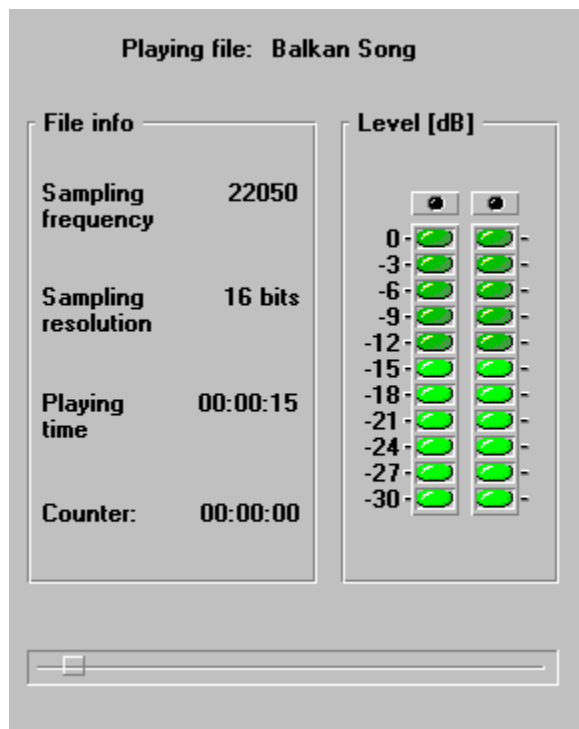 Playing file: Balkan Song
File info
Sampling
frequency
22050
Sampling
resolution
16 bits
Playing
time
00:00:15
Counter: 00:00:00
Level [dB]
0
-3
-6
-9
-12
-15
-18
-21
-24
-27
-30